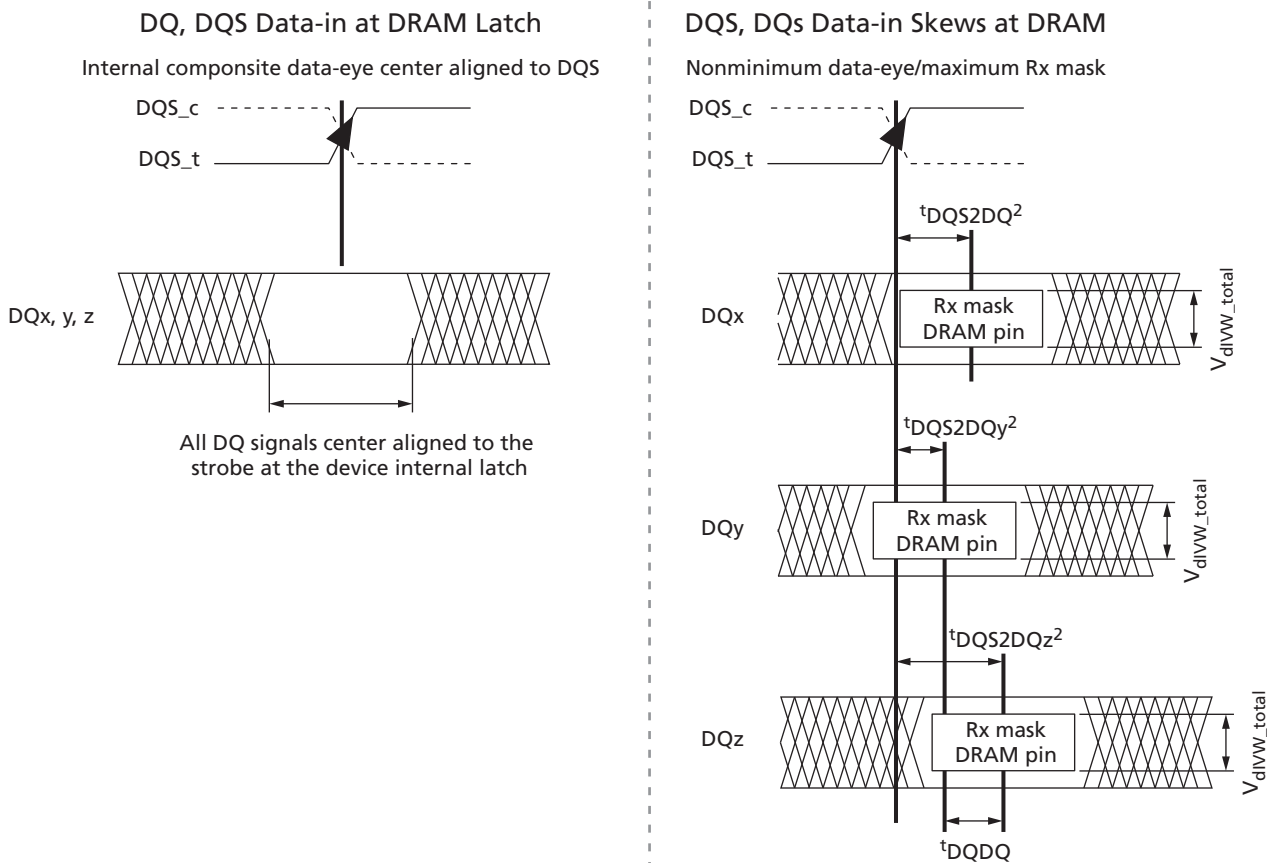 DQ, DQS Data-in at DRAM Latch
Internal componsite data-eye center aligned to DQS
DQS_c
DQS_t
DQx, y, z
All DQ signals center aligned to the
strobe at the device internal latch
DQS, DQs Data-in Skews at DRAM
Nonminimum data-eye/maximum Rx mask
DQS_c
DQS_t
tDQS2DQ2
DQx
Rx mask
DRAM pin
VdIVW_total
tDQS2DQy2
DQy
Rx mask
DRAM pin
VdIVW_total
tDQS2DQz2
DQz
Rx mask
DRAM pin
VdIVW_total
tDQDQ